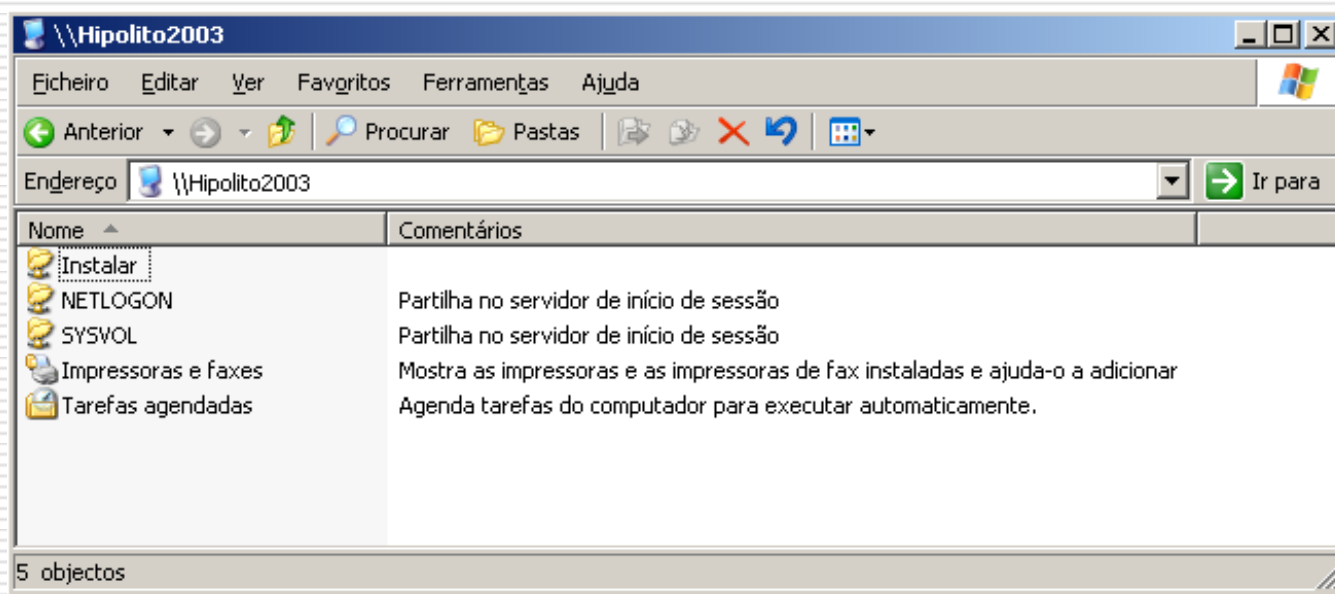 \\Hipolito2003
Ficheiro Editar Ver Favoritos Ferramentas Ajuda
Anterior Procurar Pastas
Endereço \\Hipolito2003 Ir para
Nome Comentários
Instalar
NETLOGON Partilha no servidor de início de sessão
SYSVOL Partilha no servidor de início de sessão
Impressoras e faxes Mostra as impressoras e as impressoras de fax instaladas e ajuda-o a adicionar
Tarefas agendadas Agenda tarefas do computador para executar automaticamente.
5 objectos